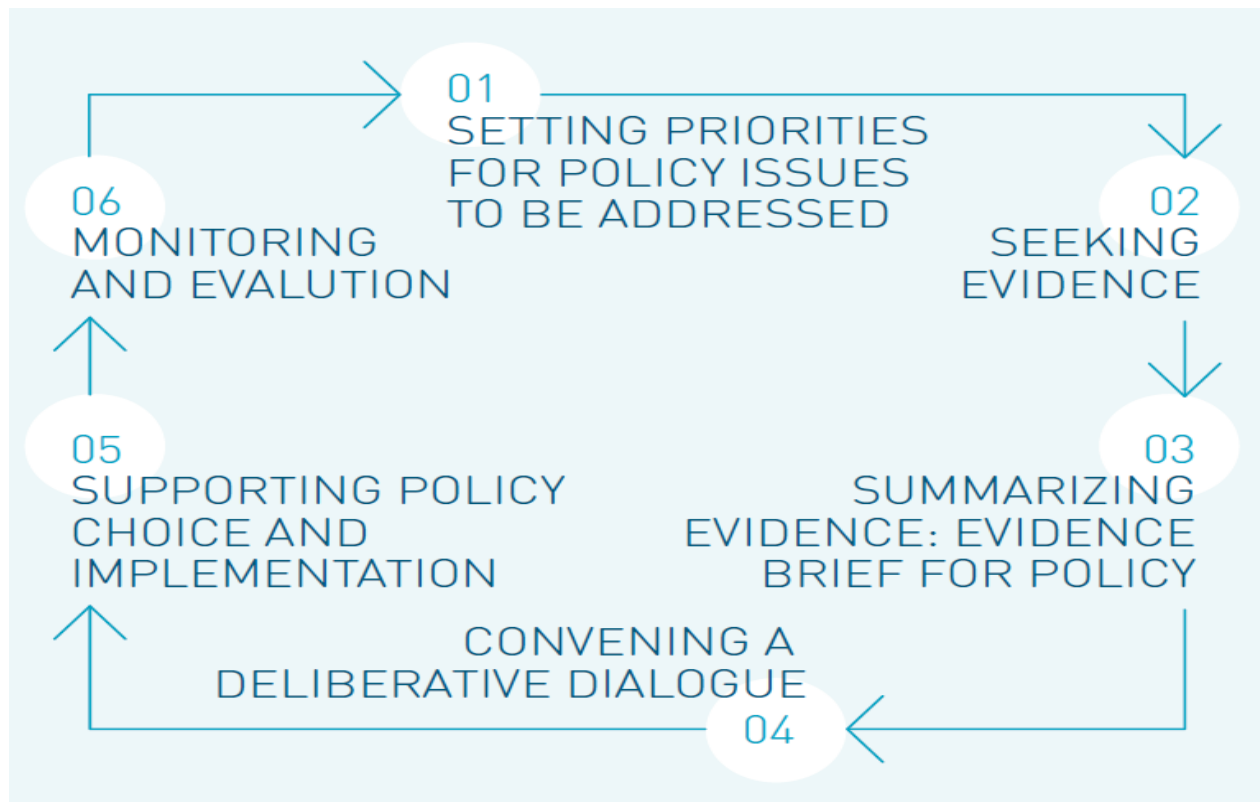 01
SETTING PRIORITIES
FOR POLICY ISSUES
TO BE ADDRESSED
02
SEEKING
EVIDENCE
03
SUMMARIZING
EVIDENCE: EVIDENCE
BRIEF FOR POLICY
CONVENING A
DELIBERATIVE DIALOGUE
04
05
SUPPORTING POLICY
CHOICE AND
IMPLEMENTATION
06
MONITORING
AND EVALUTION